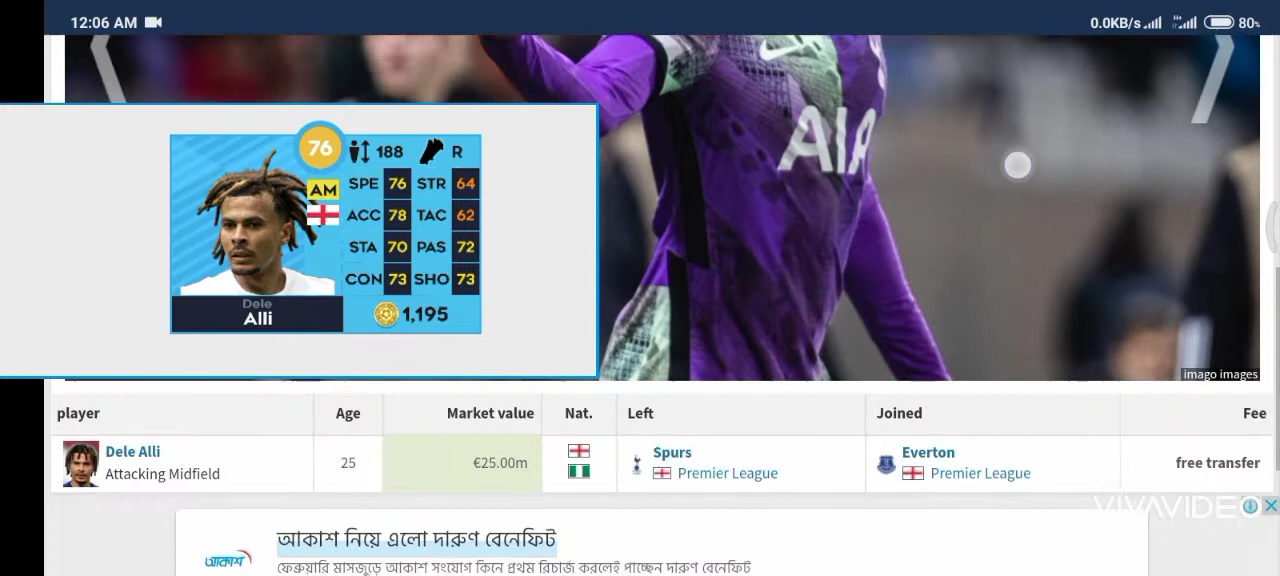 12:06 AM
0.0KB/s
H+
80%
AIA
76
188
R
AM
SPE 76 STR 64
ACC 78 TAC 62
STA 70 PAS 72
CON 73 SHO 73
Dele
Alli
1,195
imago images
player Age Market value Nat. Left Joined Fee
Dele Alli
Attacking Midfield
25
€25.00m
Spurs
Premier League
Everton
Premier League
free transfer
VIVAVIDEO
আকাশ নিয়ে এলো দারুণ বেনেফিট
আকাশ
ফেব্রুয়ারি মাসজুড়ে আকাশ সংযোগ কিনে প্রথম রিচার্জ করলেই পাচ্ছেন দারুণ বেনেফিট